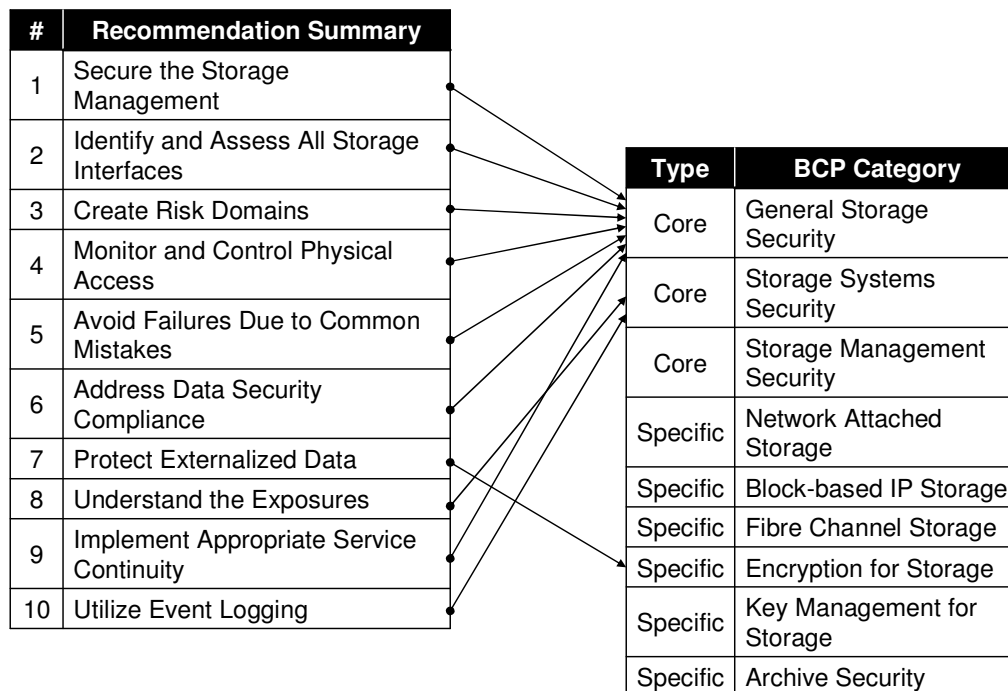 # Recommendation Summary
1 Secure the Storage
Management
2 Identify and Assess All Storage
Interfaces
3 Create Risk Domains
4 Monitor and Control Physical
Access
5 Avoid Failures Due to Common
Mistakes
6 Address Data Security
Compliance
7 Protect Externalized Data
8 Understand the Exposures
9 Implement Appropriate Service
Continuity
10 Utilize Event Logging
Type BCP Category
Core General Storage
Security
Core Storage Systems
Security
Core Storage Management
Security
Specific Network Attached
Storage
Specific Block-based IP Storage
Specific Fibre Channel Storage
Specific Encryption for Storage
Specific Key Management for
Storage
Specific Archive Security